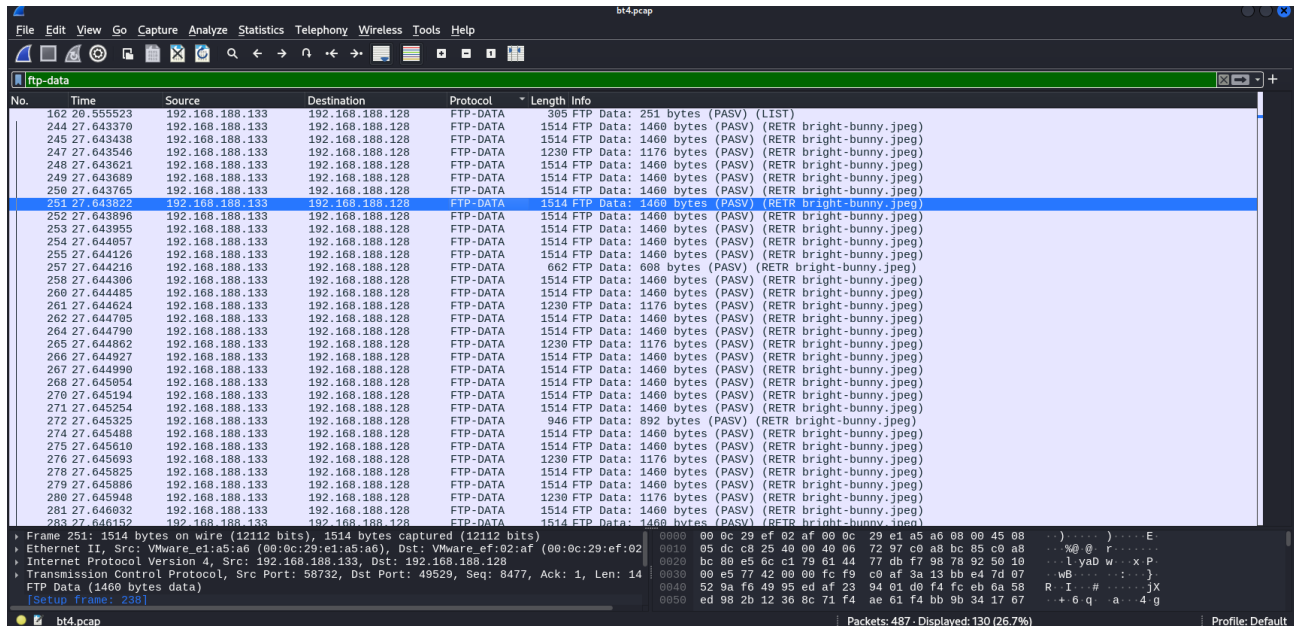 bt4.pcap
File Edit View Go Capture Analyze Statistics Telephony Wireless Tools Help
ftp-data
No. Time Source Destination Protocol Length Info
162 20.555523 192.168.188.133 192.168.188.128 FTP-DATA 305 FTP Data: 251 bytes (PASV) (LIST)
244 27.643370 192.168.188.133 192.168.188.128 FTP-DATA 1514 FTP Data: 1460 bytes (PASV) (RETR bright-bunny.jpeg)
245 27.643438 192.168.188.133 192.168.188.128 FTP-DATA 1514 FTP Data: 1460 bytes (PASV) (RETR bright-bunny.jpeg)
247 27.643546 192.168.188.133 192.168.188.128 FTP-DATA 1230 FTP Data: 1176 bytes (PASV) (RETR bright-bunny.jpeg)
248 27.643621 192.168.188.133 192.168.188.128 FTP-DATA 1514 FTP Data: 1460 bytes (PASV) (RETR bright-bunny.jpeg)
249 27.643689 192.168.188.133 192.168.188.128 FTP-DATA 1514 FTP Data: 1460 bytes (PASV) (RETR bright-bunny.jpeg)
250 27.643765 192.168.188.133 192.168.188.128 FTP-DATA 1514 FTP Data: 1460 bytes (PASV) (RETR bright-bunny.jpeg)
251 27.643822 192.168.188.133 192.168.188.128 FTP-DATA 1514 FTP Data: 1460 bytes (PASV) (RETR bright-bunny.jpeg)
252 27.643896 192.168.188.133 192.168.188.128 FTP-DATA 1514 FTP Data: 1460 bytes (PASV) (RETR bright-bunny.jpeg)
253 27.643955 192.168.188.133 192.168.188.128 FTP-DATA 1514 FTP Data: 1460 bytes (PASV) (RETR bright-bunny.jpeg)
254 27.644057 192.168.188.133 192.168.188.128 FTP-DATA 1514 FTP Data: 1460 bytes (PASV) (RETR bright-bunny.jpeg)
255 27.644126 192.168.188.133 192.168.188.128 FTP-DATA 1514 FTP Data: 1460 bytes (PASV) (RETR bright-bunny.jpeg)
257 27.644216 192.168.188.133 192.168.188.128 FTP-DATA 662 FTP Data: 608 bytes (PASV) (RETR bright-bunny.jpeg)
258 27.644306 192.168.188.133 192.168.188.128 FTP-DATA 1514 FTP Data: 1460 bytes (PASV) (RETR bright-bunny.jpeg)
260 27.644485 192.168.188.133 192.168.188.128 FTP-DATA 1514 FTP Data: 1460 bytes (PASV) (RETR bright-bunny.jpeg)
261 27.644624 192.168.188.133 192.168.188.128 FTP-DATA 1230 FTP Data: 1176 bytes (PASV) (RETR bright-bunny.jpeg)
262 27.644705 192.168.188.133 192.168.188.128 FTP-DATA 1514 FTP Data: 1460 bytes (PASV) (RETR bright-bunny.jpeg)
264 27.644790 192.168.188.133 192.168.188.128 FTP-DATA 1514 FTP Data: 1460 bytes (PASV) (RETR bright-bunny.jpeg)
265 27.644862 192.168.188.133 192.168.188.128 FTP-DATA 1230 FTP Data: 1176 bytes (PASV) (RETR bright-bunny.jpeg)
266 27.644927 192.168.188.133 192.168.188.128 FTP-DATA 1514 FTP Data: 1460 bytes (PASV) (RETR bright-bunny.jpeg)
267 27.644990 192.168.188.133 192.168.188.128 FTP-DATA 1514 FTP Data: 1460 bytes (PASV) (RETR bright-bunny.jpeg)
268 27.645054 192.168.188.133 192.168.188.128 FTP-DATA 1514 FTP Data: 1460 bytes (PASV) (RETR bright-bunny.jpeg)
270 27.645194 192.168.188.133 192.168.188.128 FTP-DATA 1514 FTP Data: 1460 bytes (PASV) (RETR bright-bunny.jpeg)
271 27.645254 192.168.188.133 192.168.188.128 FTP-DATA 1514 FTP Data: 1460 bytes (PASV) (RETR bright-bunny.jpeg)
272 27.645325 192.168.188.133 192.168.188.128 FTP-DATA 946 FTP Data: 892 bytes (PASV) (RETR bright-bunny.jpeg)
274 27.645488 192.168.188.133 192.168.188.128 FTP-DATA 1514 FTP Data: 1460 bytes (PASV) (RETR bright-bunny.jpeg)
275 27.645610 192.168.188.133 192.168.188.128 FTP-DATA 1514 FTP Data: 1460 bytes (PASV) (RETR bright-bunny.jpeg)
276 27.645693 192.168.188.133 192.168.188.128 FTP-DATA 1230 FTP Data: 1176 bytes (PASV) (RETR bright-bunny.jpeg)
278 27.645825 192.168.188.133 192.168.188.128 FTP-DATA 1514 FTP Data: 1460 bytes (PASV) (RETR bright-bunny.jpeg)
279 27.645886 192.168.188.133 192.168.188.128 FTP-DATA 1514 FTP Data: 1460 bytes (PASV) (RETR bright-bunny.jpeg)
280 27.645948 192.168.188.133 192.168.188.128 FTP-DATA 1230 FTP Data: 1176 bytes (PASV) (RETR bright-bunny.jpeg)
281 27.646032 192.168.188.133 192.168.188.128 FTP-DATA 1514 FTP Data: 1460 bytes (PASV) (RETR bright-bunny.jpeg)
283 27.646152 192.168.188.133 192.168.188.128 FTP-DATA 1514 FTP Data: 1460 bytes (PASV) (RETR bright-bunny.jpeg)
Frame 251: 1514 bytes on wire (12112 bits), 1514 bytes captured (12112 bits)
Ethernet II, Src: VMware_e1:a5:a6 (00:0c:29:e1:a5:a6), Dst: VMware_ef:02:af (00:0c:29:ef:02
Internet Protocol Version 4, Src: 192.168.188.133, Dst: 192.168.188.128
Transmission Control Protocol, Src Port: 58732, Dst Port: 49529, Seq: 8477, Ack: 1, Len: 14
FTP Data (1460 bytes data)
[Setup frame: 238]
0000 00 0c 29 ef 02 af 00 0c 29 e1 a5 a6 08 00 45 08 ··)····· )·····E·
0010 05 dc c8 25 40 00 40 06 72 97 c0 a8 bc 85 c0 a8 ···%@·@· r·······
0020 bc 80 e5 6c c1 79 61 44 77 db f7 98 78 92 50 10 ···l·yaD w···x·P·
0030 00 e5 77 42 00 00 fc f9 c0 af 3a 13 bb e4 7d 07 ··wB···· ··:···}·
0040 52 9a f6 49 95 ed af 23 94 01 d0 f4 fc eb 6a 58 R··I···# ······jX
0050 ed 98 2b 12 36 8c 71 f4 ae 61 f4 bb 9b 34 17 67 ··+·6·q· ·a···4·g
bt4.pcap Packets: 487 · Displayed: 130 (26.7%) Profile: Default